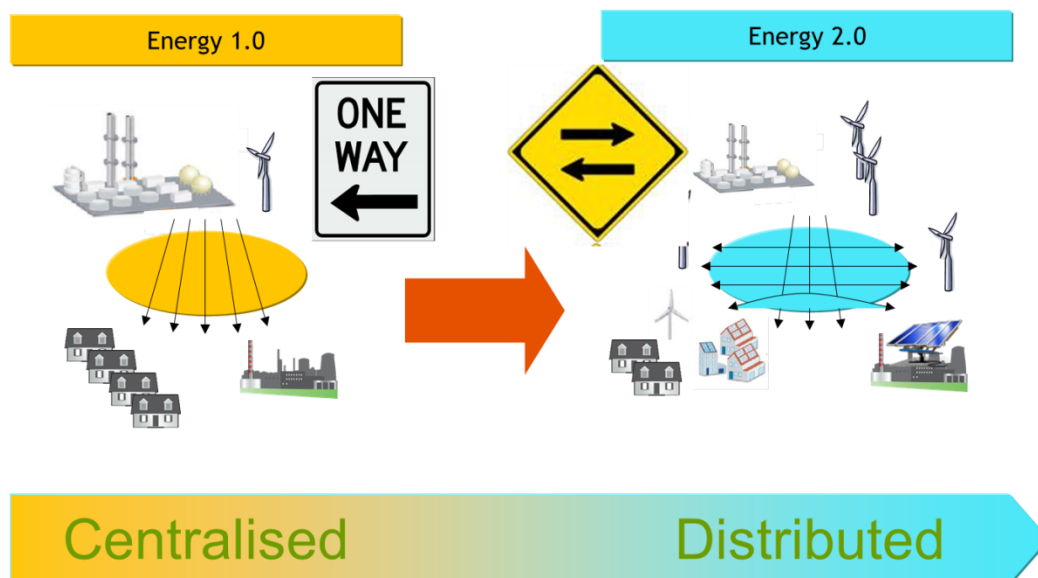 Energy 1.0
Energy 2.0
ONE
WAY
Centralised
Distributed